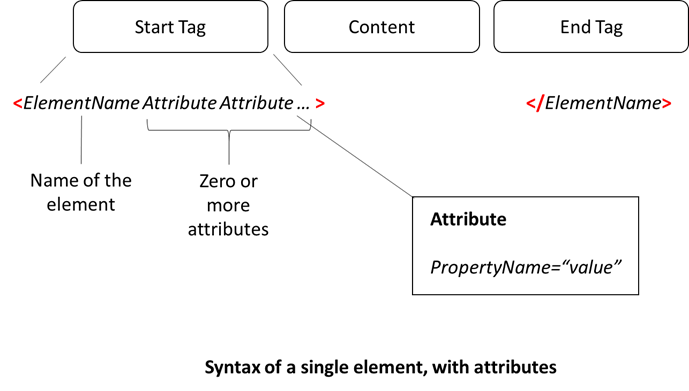 Start Tag
Content
End Tag
<ElementName Attribute Attribute ... >
</ElementName>
Name of the
element
Zero or
more
attributes
Attribute
PropertyName=“value”
Syntax of a single element, with attributes